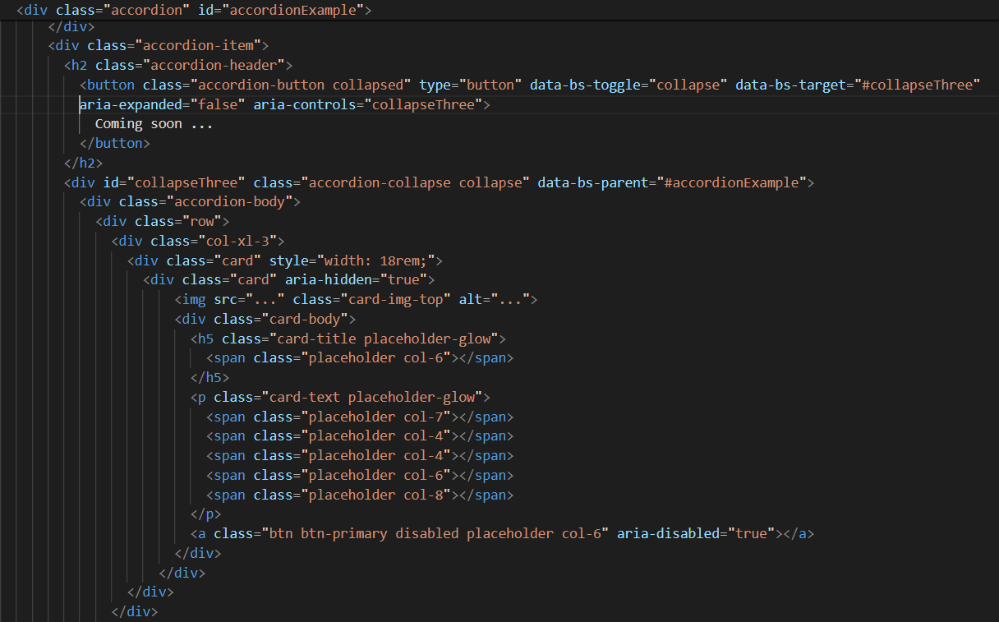 <div class="accordion" id="accordionExample">
</div>
<div class="accordion-item">
<h2 class="accordion-header">
<button class="accordion-button collapsed" type="button" data-bs-toggle="collapse" data-bs-target="#collapseThree"
aria-expanded="false" aria-controls="collapseThree">
Coming soon ...
</button>
</h2>
<div id="collapseThree" class="accordion-collapse collapse" data-bs-parent="#accordionExample">
<div class="accordion-body">
<div class="row">
<div class="col-xl-3">
<div class="card" style="width: 18rem;">
<div class="card" aria-hidden="true">
<img src="..." class="card-img-top" alt="...">
<div class="card-body">
<h5 class="card-title placeholder-glow">
<span class="placeholder col-6"></span>
</h5>
<p class="card-text placeholder-glow">
<span class="placeholder col-7"></span>
<span class="placeholder col-4"></span>
<span class="placeholder col-4"></span>
<span class="placeholder col-6"></span>
<span class="placeholder col-8"></span>
</p>
<a class="btn btn-primary disabled placeholder col-6" aria-disabled="true"></a>
</div>
</div>
</div>
</div>